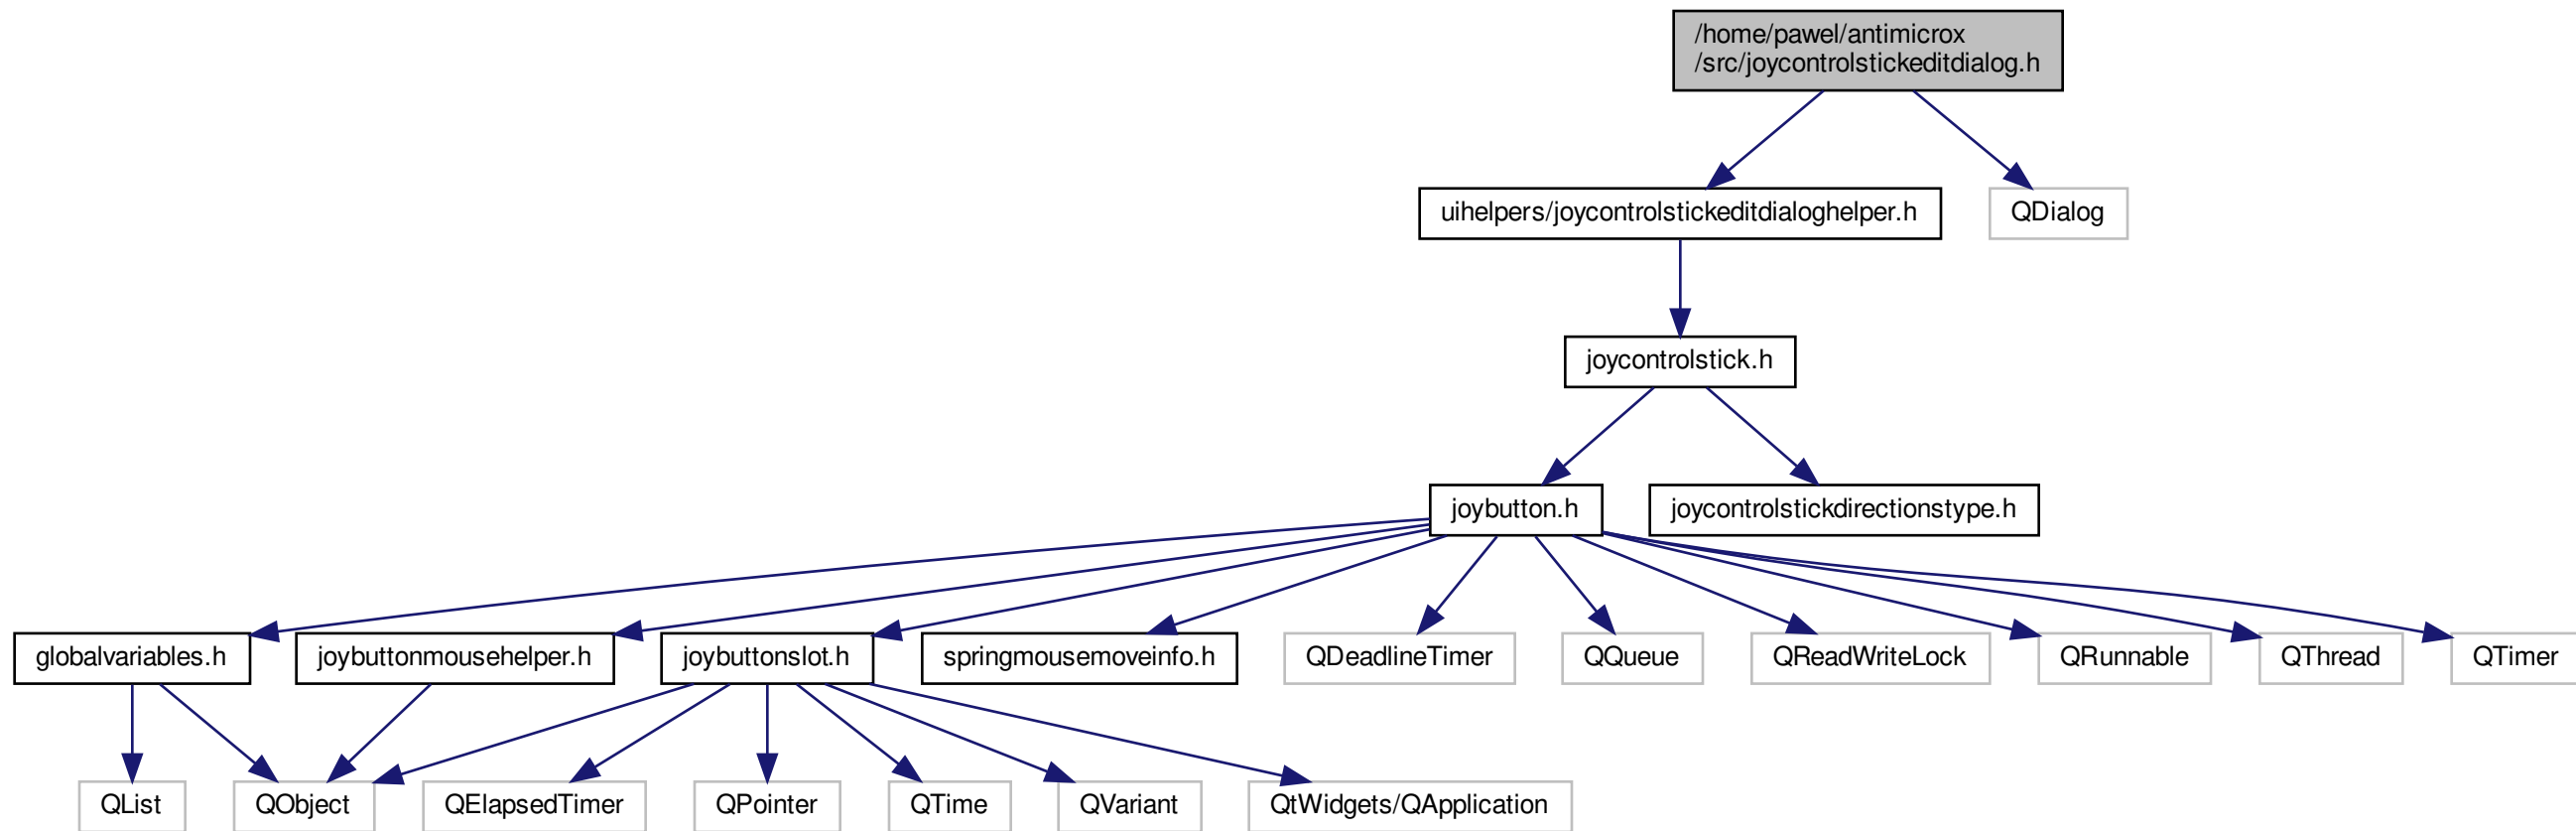 /home/pawel/antimicrox
/src/joycontrolstickeditdialog.h
uihelpers/joycontrolstickeditdialoghelper.h
QDialog
joycontrolstick.h
joybutton.h
joycontrolstickdirectionstype.h
globalvariables.h
joybuttonmousehelper.h
joybuttonslot.h
springmousemoveinfo.h
QDeadlineTimer
QQueue
QReadWriteLock
QRunnable
QThread
QTimer
QList
QObject
QElapsedTimer
QPointer
QTime
QVariant
QtWidgets/QApplication